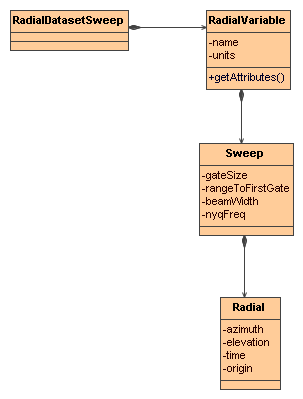 RadialDatasetSweep
RadialVariable
-name
-units
+getAttributes()
Sweep
-gateSize
-rangeToFirstGate
-beamWidth
-nyqFreq
Radial
-azimuth
-elevation
-time
-origin